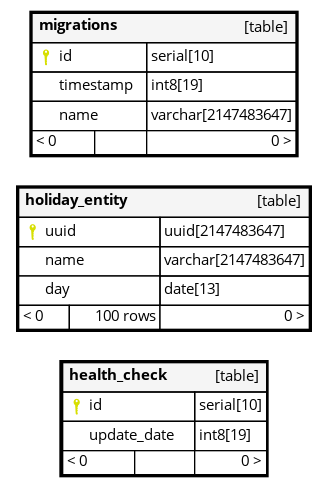 migrations [table]
id serial[10]
timestamp int8[19]
name varchar[2147483647]
< 0 0 >
holiday_entity [table]
uuid uuid[2147483647]
name varchar[2147483647]
day date[13]
< 0 100 rows 0 >
health_check [table]
id serial[10]
update_date int8[19]
< 0 0 >